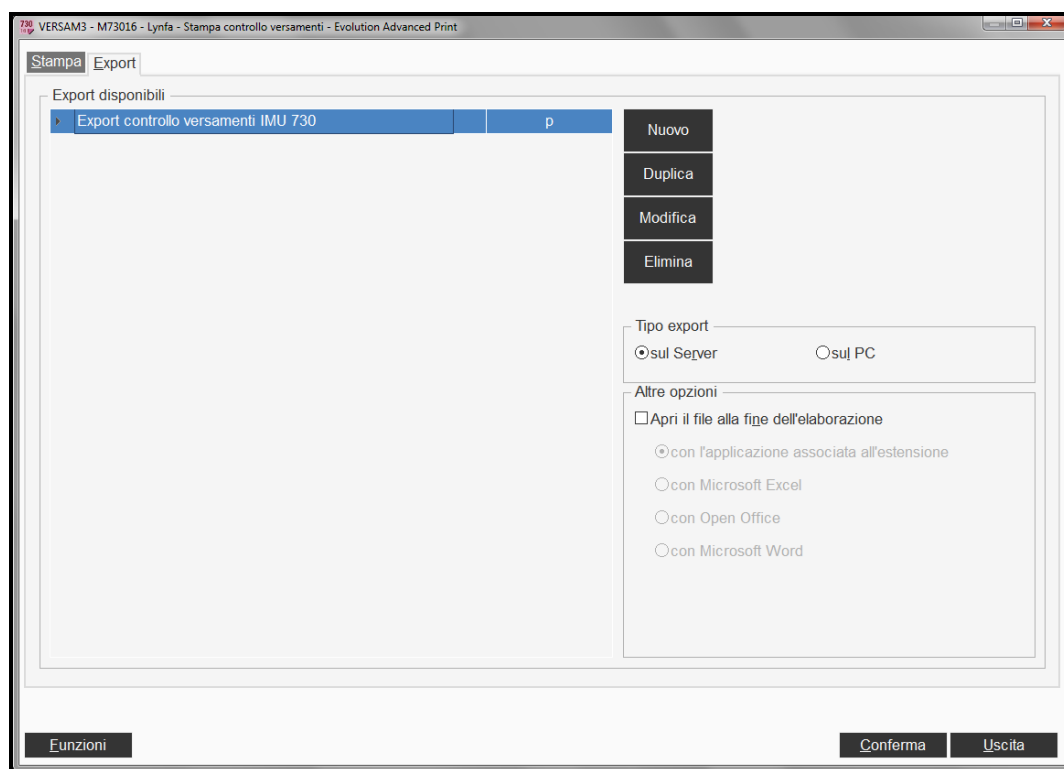 730 VERSAM3 - M73016 - Lynfa - Stampa controllo versamenti - Evolution Advanced Print
Stampa Export
Export disponibili
Export controllo versamenti IMU 730 p
Nuovo
Duplica
Modifica
Elimina
Tipo export
sul Server sul PC
Altre opzioni
Apri il file alla fine dell'elaborazione
con l'applicazione associata all'estensione
con Microsoft Excel
con Open Office
con Microsoft Word
Funzioni Conferma Uscita